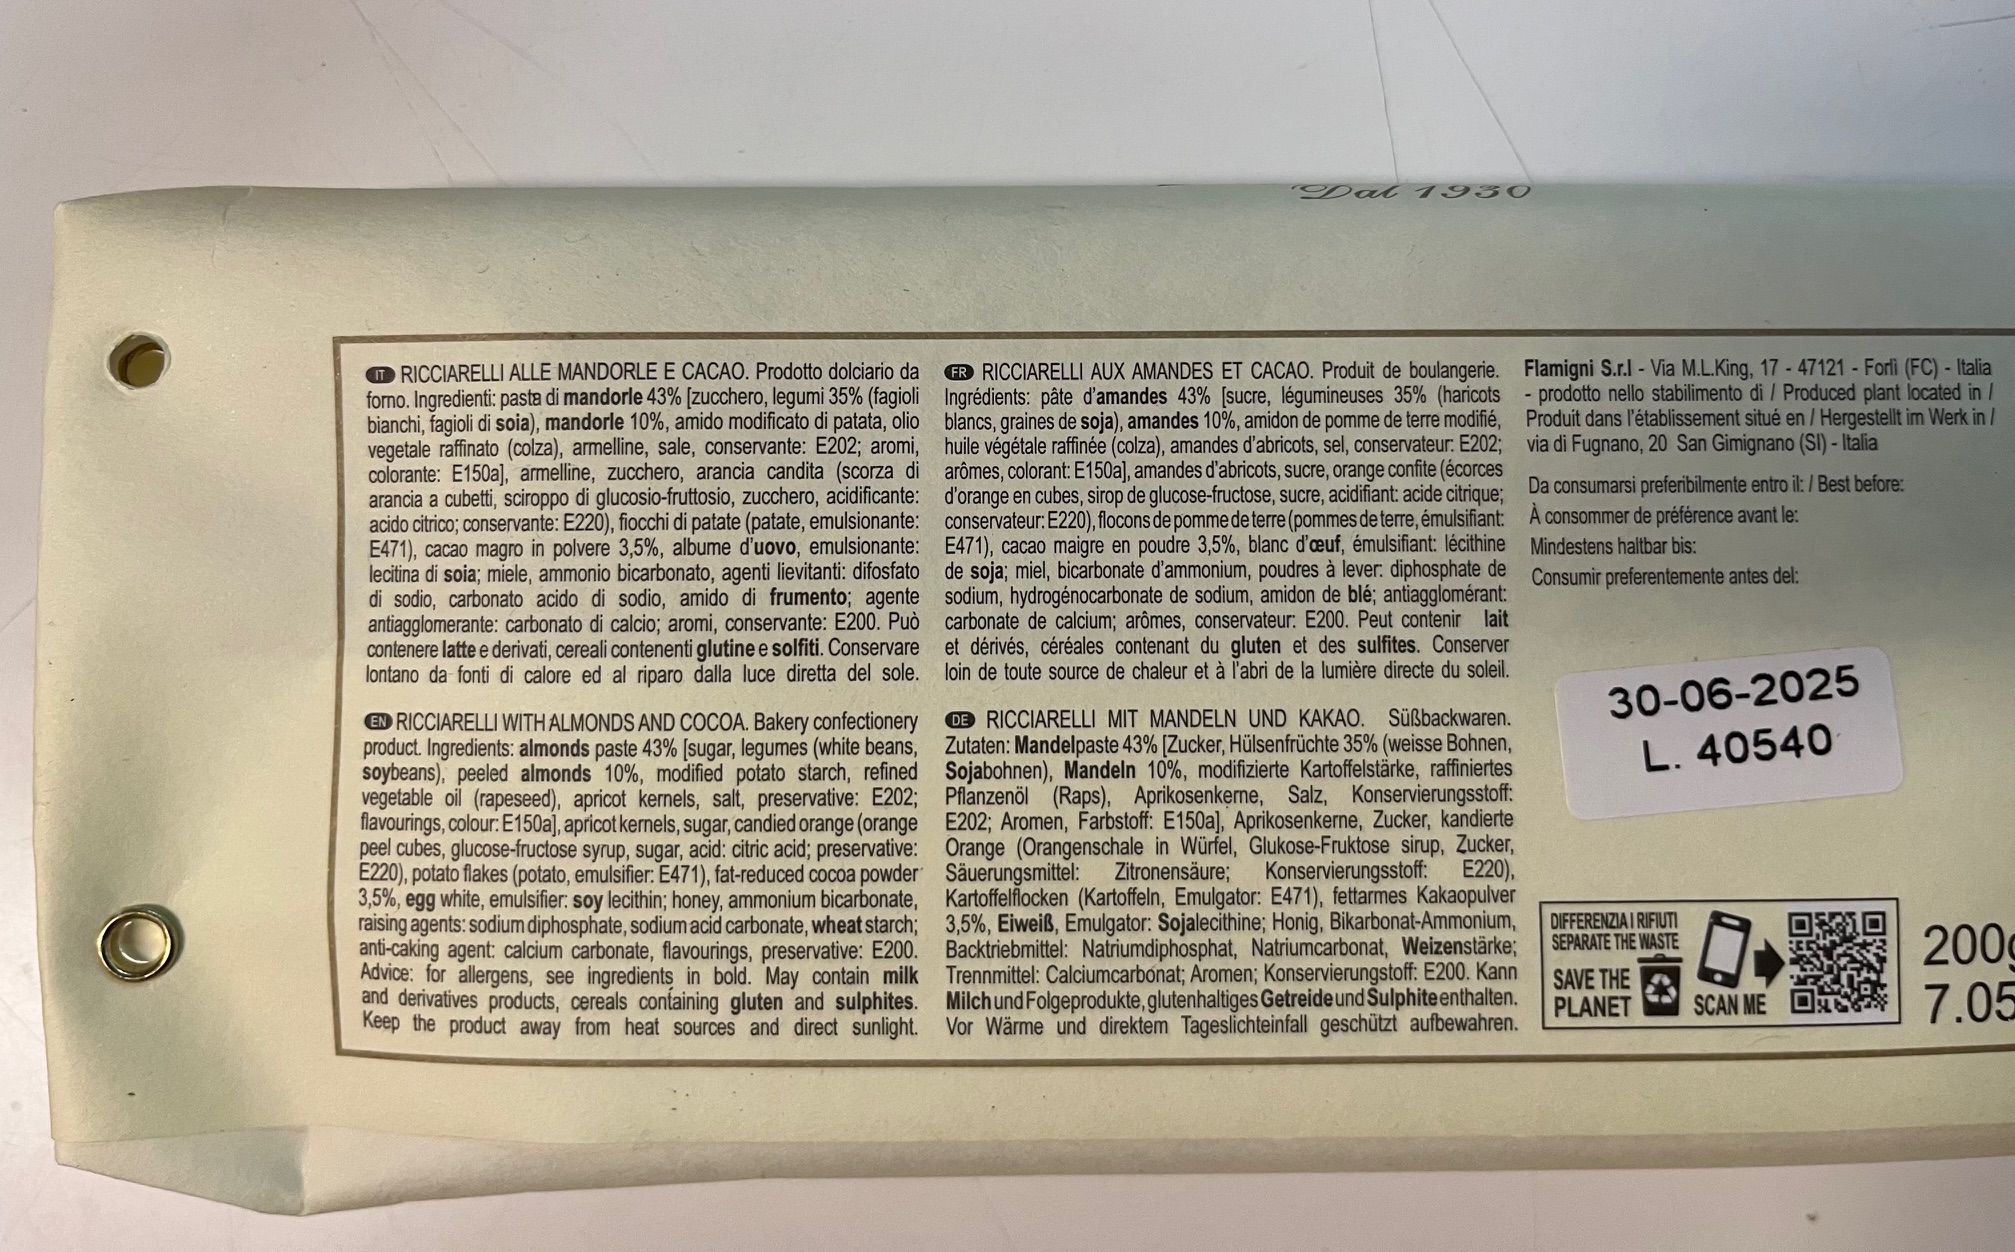 Dal 1930
IT RICCIARELLI ALLE MANDORLE E CACAO. Prodotto dolciario da
forno. Ingredienti: pasta di mandorle 43% [zucchero, legumi 35% (fagioli
bianchi, fagioli di soia), mandorle 10%, amido modificato di patata, olio
vegetale raffinato (colza), armelline, sale, conservante: E202; aromi,
colorante: E150a], armelline, zucchero, arancia candita (scorza di
arancia a cubetti, sciroppo di glucosio-fruttosio, zucchero, acidificante:
acido citrico; conservante: E220), fiocchi di patate (patate, emulsionante:
E471), cacao magro in polvere 3,5%, albume d'uovo, emulsionante:
lecitina di soia; miele, ammonio bicarbonato, agenti lievitanti: difosfato
di sodio, carbonato acido di sodio, amido di frumento; agente
antiagglomerante: carbonato di calcio; aromi, conservante: E200. Può
contenere latte e derivati, cereali contenenti glutine e solfiti. Conservare
lontano da fonti di calore ed al riparo dalla luce diretta del sole.
EN RICCIARELLI WITH ALMONDS AND COCOA. Bakery confectionery
product. Ingredients: almonds paste 43% [sugar, legumes (white beans,
soybeans), peeled almonds 10%, modified potato starch, refined
vegetable oil (rapeseed), apricot kernels, salt, preservative: E202;
flavourings, colour: E150a], apricot kernels, sugar, candied orange (orange
peel cubes, glucose-fructose syrup, sugar, acid: citric acid; preservative:
E220), potato flakes (potato, emulsifier: E471), fat-reduced cocoa powder
3,5%, egg white, emulsifier: soy lecithin; honey, ammonium bicarbonate,
raising agents: sodium diphosphate, sodium acid carbonate, wheat starch;
anti-caking agent: calcium carbonate, flavourings, preservative: E200.
Advice: for allergens, see ingredients in bold. May contain milk
and derivatives products, cereals containing gluten and sulphites.
Keep the product away from heat sources and direct sunlight.
FR RICCIARELLI AUX AMANDES ET CACAO. Produit de boulangerie.
Ingrédients: pâte d'amandes 43% [sucre, légumineuses 35% (haricots
blancs, graines de soja), amandes 10%, amidon de pomme de terre modifié,
huile végétale raffinée (colza), amandes d'abricots, sel, conservateur: E202;
arômes, colorant: E150a], amandes d'abricots, sucre, orange confite (écorces
d'orange en cubes, sirop de glucose-fructose, sucre, acidifiant: acide citrique;
conservateur: E220), flocons de pomme de terre (pommes de terre, émulsifiant:
E471), cacao maigre en poudre 3,5%, blanc d'œuf, émulsifiant: lécithine
de soja; miel, bicarbonate d'ammonium, poudres à lever: diphosphate de
sodium, hydrogénocarbonate de sodium, amidon de blé; antiagglomérant:
carbonate de calcium; arômes, conservateur: E200. Peut contenir lait
et dérivés, céréales contenant du gluten et des sulfites. Conserver
loin de toute source de chaleur et à l'abri de la lumière directe du soleil.
DE RICCIARELLI MIT MANDELN UND KAKAO. Süßbackwaren.
Zutaten: Mandelpaste 43% [Zucker, Hülsenfrüchte 35% (weisse Bohnen,
Sojabohnen), Mandeln 10%, modifizierte Kartoffelstärke, raffiniertes
Pflanzenöl (Raps), Aprikosenkerne, Salz, Konservierungsstoff:
E202; Aromen, Farbstoff: E150a], Aprikosenkerne, Zucker, kandierte
Orange (Orangenschale in Würfel, Glukose-Fruktose sirup, Zucker,
Säuerungsmittel: Zitronensäure; Konservierungsstoff: E220),
Kartoffelflocken (Kartoffeln, Emulgator: E471), fettarmes Kakaopulver
3,5%, Eiweiß, Emulgator: Sojalecithine; Honig, Bikarbonat-Ammonium,
Backtriebmittel: Natriumdiphosphat, Natriumcarbonat, Weizenstärke;
Trennmittel: Calciumcarbonat; Aromen; Konservierungstoff: E200. Kann
Milch und Folgeprodukte, glutenhaltiges Getreide und Sulphite enthalten.
Vor Wärme und direktem Tageslichteinfall geschützt aufbewahren.
Flamigni S.r.l - Via M.L.King, 17 - 47121 - Forlì (FC) - Italia
- prodotto nello stabilimento di / Produced plant located in /
Produit dans l'établissement situé en / Hergestellt im Werk in /
via di Fugnano, 20 San Gimignano (SI) - Italia
Da consumarsi preferibilmente entro il: / Best before:
À consommer de préférence avant le:
Mindestens haltbar bis:
Consumir preferentemente antes del:
30-06-2025
L. 40540
DIFFERENZIA I RIFIUTI
SEPARATE THE WASTE
SAVE THE
PLANET
SCAN ME
200g
7.05